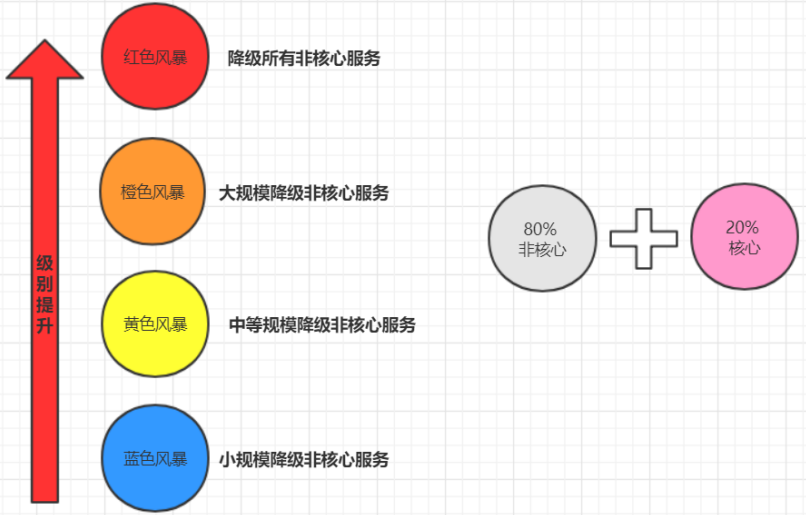 红色风暴
降级所有非核心服务
橙色风暴
大规模降级非核心服务
80%
非核心
20%
核心
级别提升
黄色风暴
中等规模降级非核心服务
蓝色风暴
小规模降级非核心服务